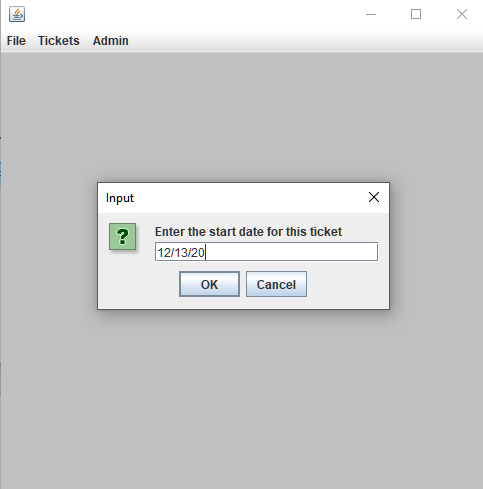 File Tickets Admin
Input
Enter the start date for this ticket
12/13/20
OK Cancel